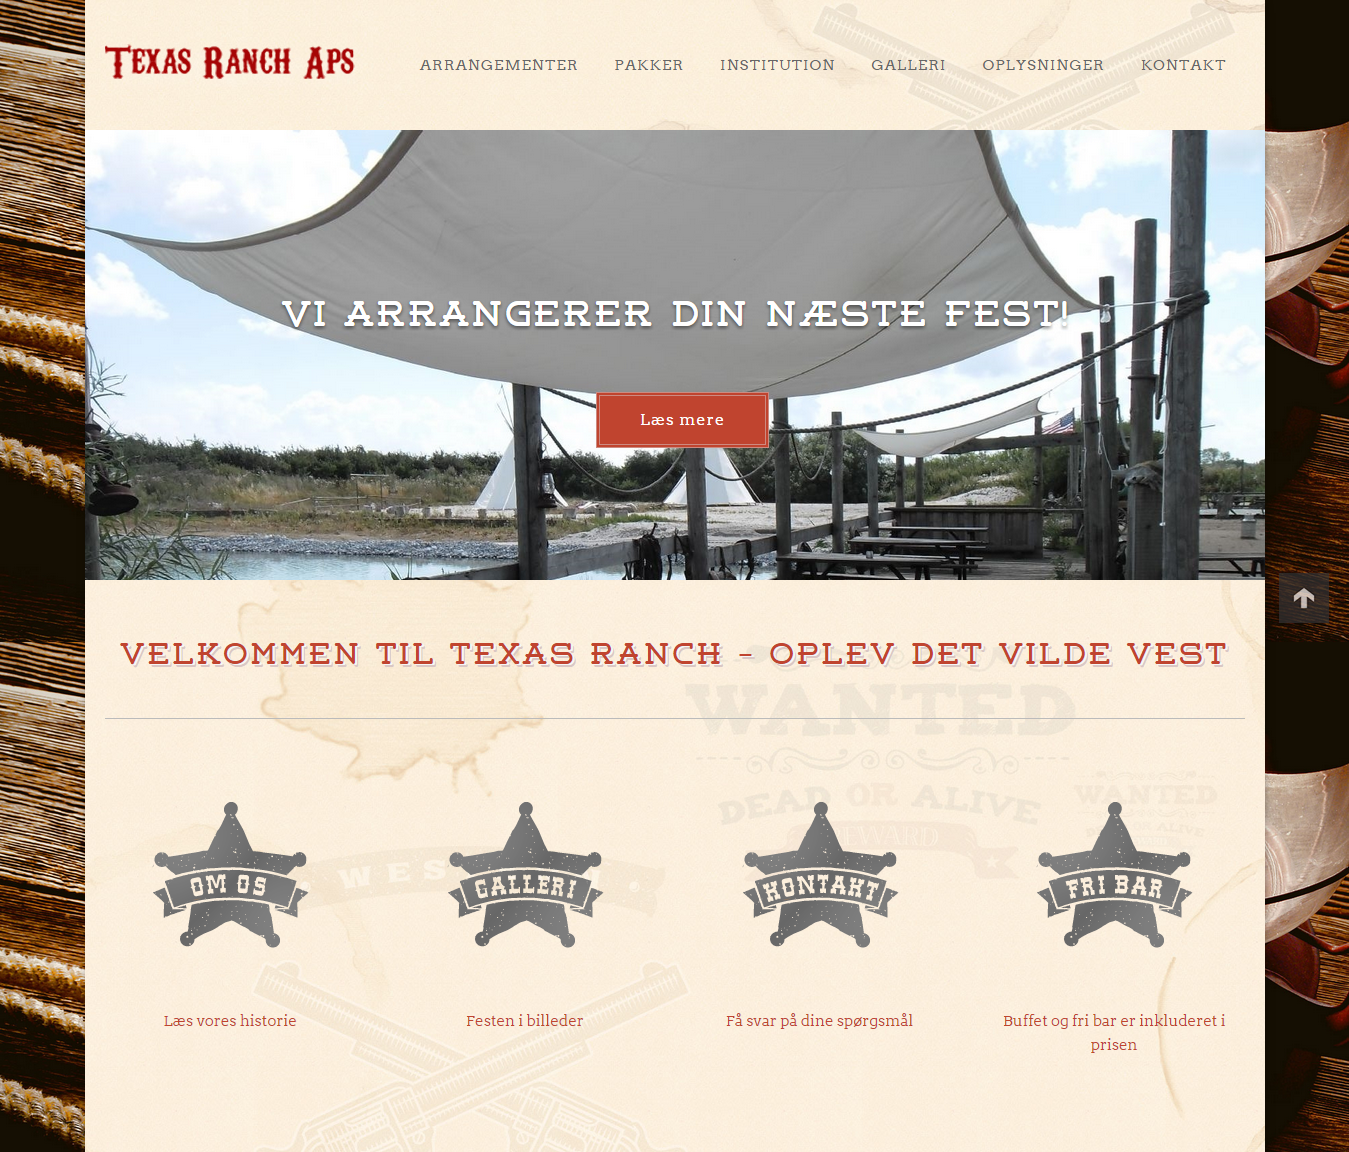 Texas Ranch Aps
ARRANGEMENTER PAKKER INSTITUTION GALLERI OPLYSNINGER KONTAKT
VI ARRANGERER DIN NÆSTE FEST!
Læs mere
VELKOMMEN TIL TEXAS RANCH – OPLEV DET VILDE VEST
WANTED
DEAD OR ALIVE
REWARD
WANTED
DEAD OR ALIVE
WES
OM OS
GALLERI
KONTAKT
FRI BAR
Læs vores historie
Festen i billeder
Få svar på dine spørgsmål
Buffet og fri bar er inkluderet i
prisen